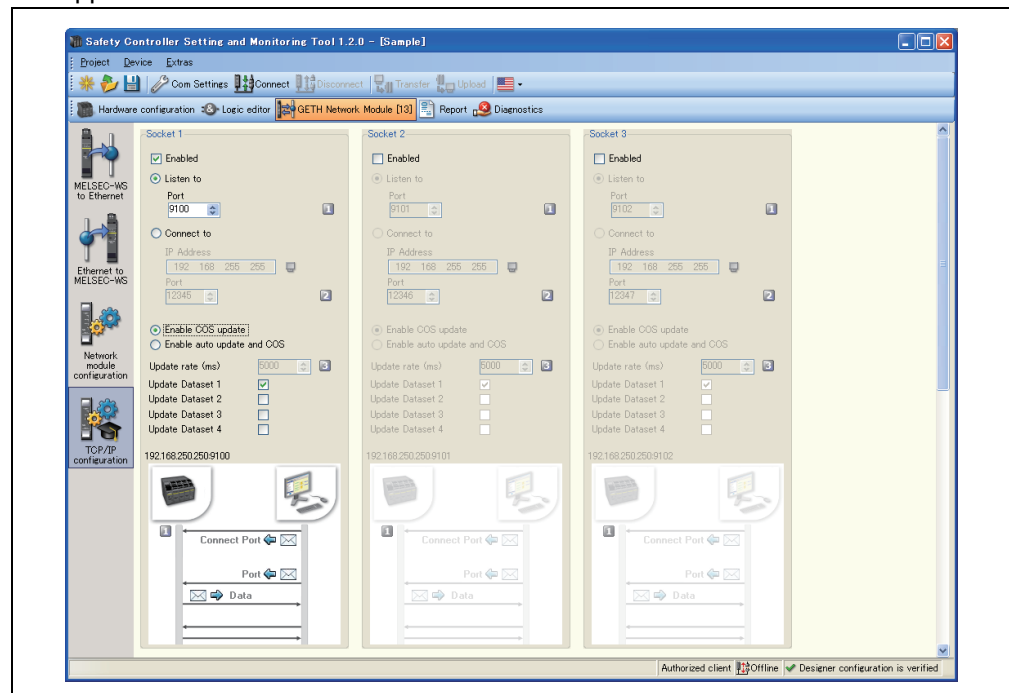 Safety Controller Setting and Monitoring Tool 1.2.0 - [Sample]
Project Device Extras
Com Settings Connect Disconnect Transfer Upload
Hardware configuration Logic editor GETH Network Module [13] Report Diagnostics
MELSEC-WS
to Ethernet
Ethernet to
MELSEC-WS
Network
module
configuration
TCP/IP
configuration
Socket 1
Enabled
Listen to
Port
9100
1
Connect to
IP Address
192 168 255 255
Port
12345
2
Enable COS update
Enable auto update and COS
Update rate (ms) 5000 3
Update Dataset 1
Update Dataset 2
Update Dataset 3
Update Dataset 4
192.168.250.250:9100
1
Connect Port
Port
Data
Socket 2
Enabled
Listen to
Port
9101
1
Connect to
IP Address
192 168 255 255
Port
12346
2
Enable COS update
Enable auto update and COS
Update rate (ms) 5000 3
Update Dataset 1
Update Dataset 2
Update Dataset 3
Update Dataset 4
192.168.250.250:9101
1
Connect Port
Port
Data
Socket 3
Enabled
Listen to
Port
9102
1
Connect to
IP Address
192 168 255 255
Port
12347
2
Enable COS update
Enable auto update and COS
Update rate (ms) 5000 3
Update Dataset 1
Update Dataset 2
Update Dataset 3
Update Dataset 4
192.168.250.250:9102
1
Connect Port
Port
Data
Authorized client Offline Designer configuration is verified